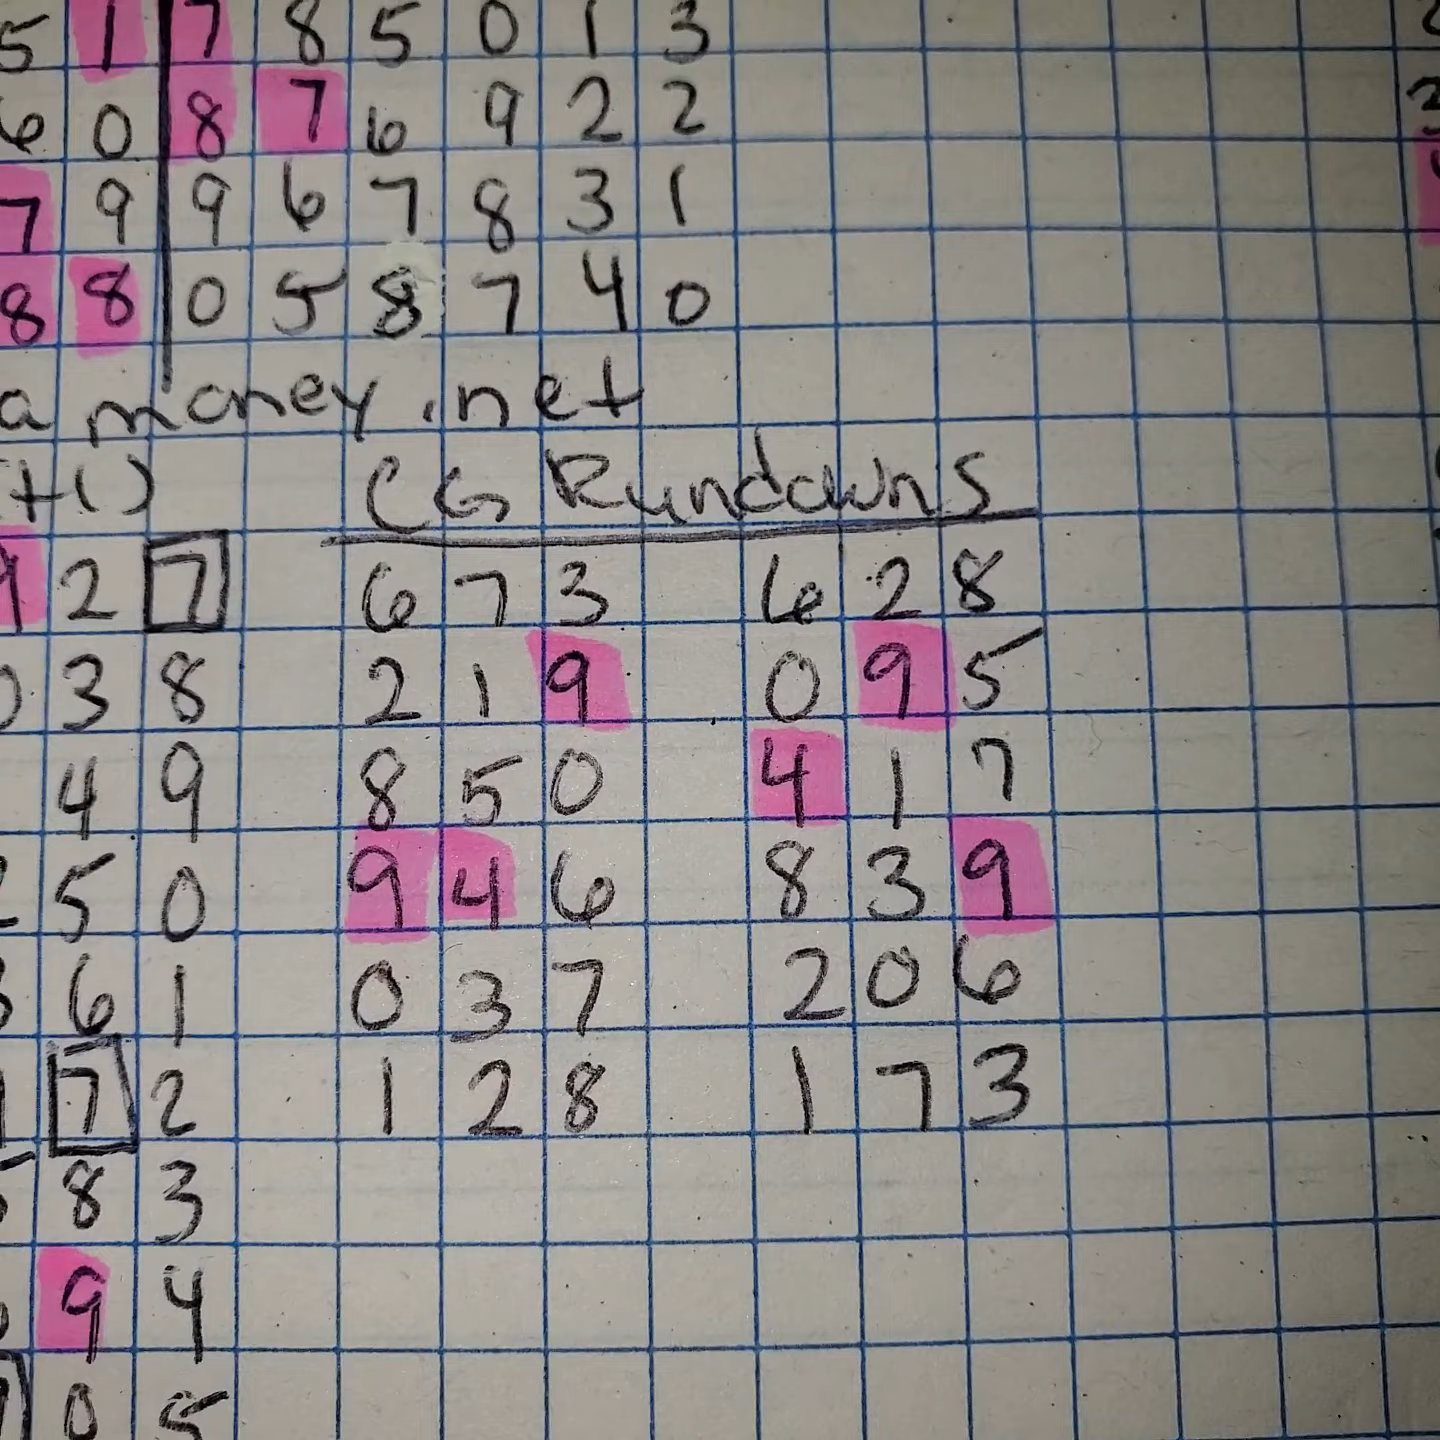 5 1 7 8 5 0 1 3
6 0 8 7 6 9 2 2
7 9 9 6 7 8 3 1
8 8 0 5 8 7 4 0
a money.net
+1) CG Rundowns
9 2 7 6 7 3 6 2 8
0 3 8 2 1 9 0 9 5
4 9 8 5 0 4 1 7
5 0 9 4 6 8 3 9
3 6 1 0 3 7 2 0 6
7 2 1 2 8 1 7 3
8 3
9 4
0 5